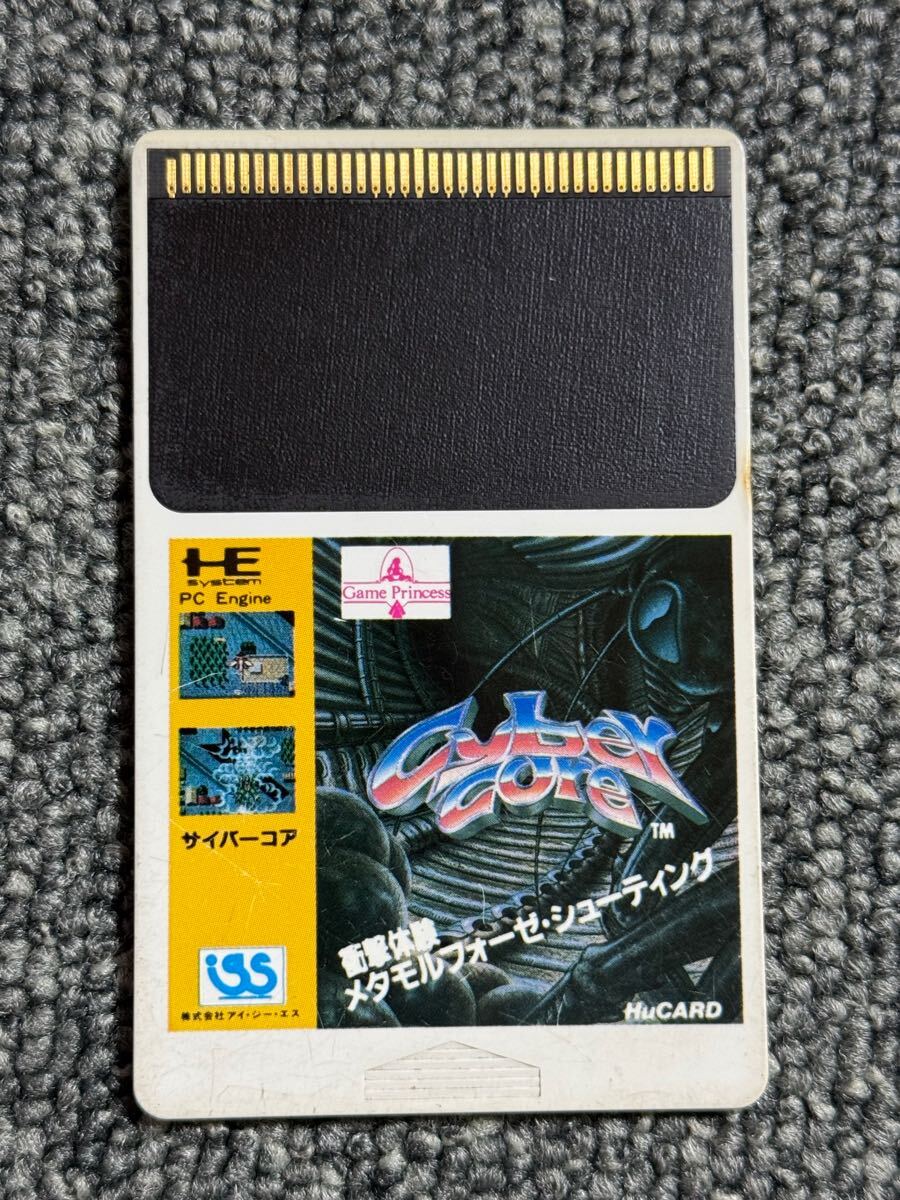 HE
system
PC Engine
Game Princess
Cyber
core
TM
サイバーコア
衝撃体験
メタモルフォーゼ・シューティング
igs
株式会社アイ・ジー・エス
HuCARD